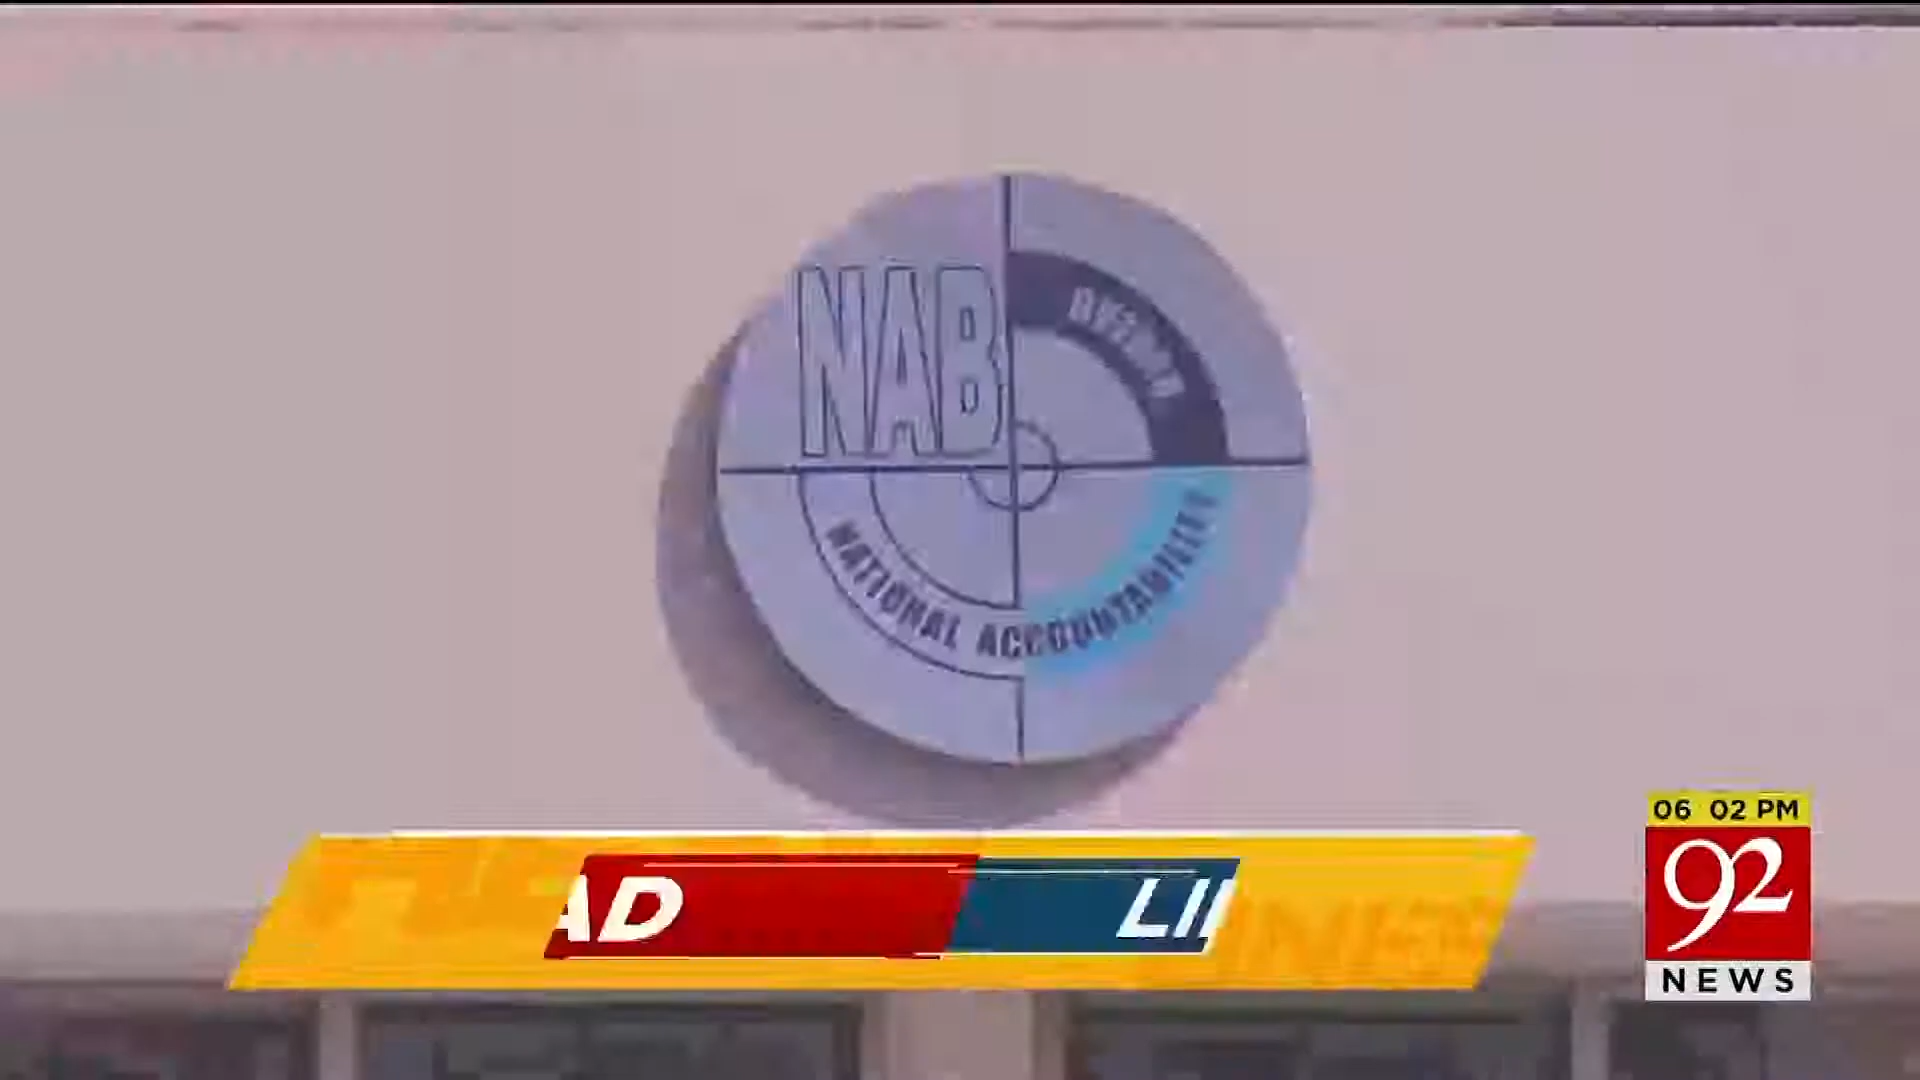 NAB
NATIONAL ACCOUNTABILITY
AD
LI
06 02 PM
92
NEWS